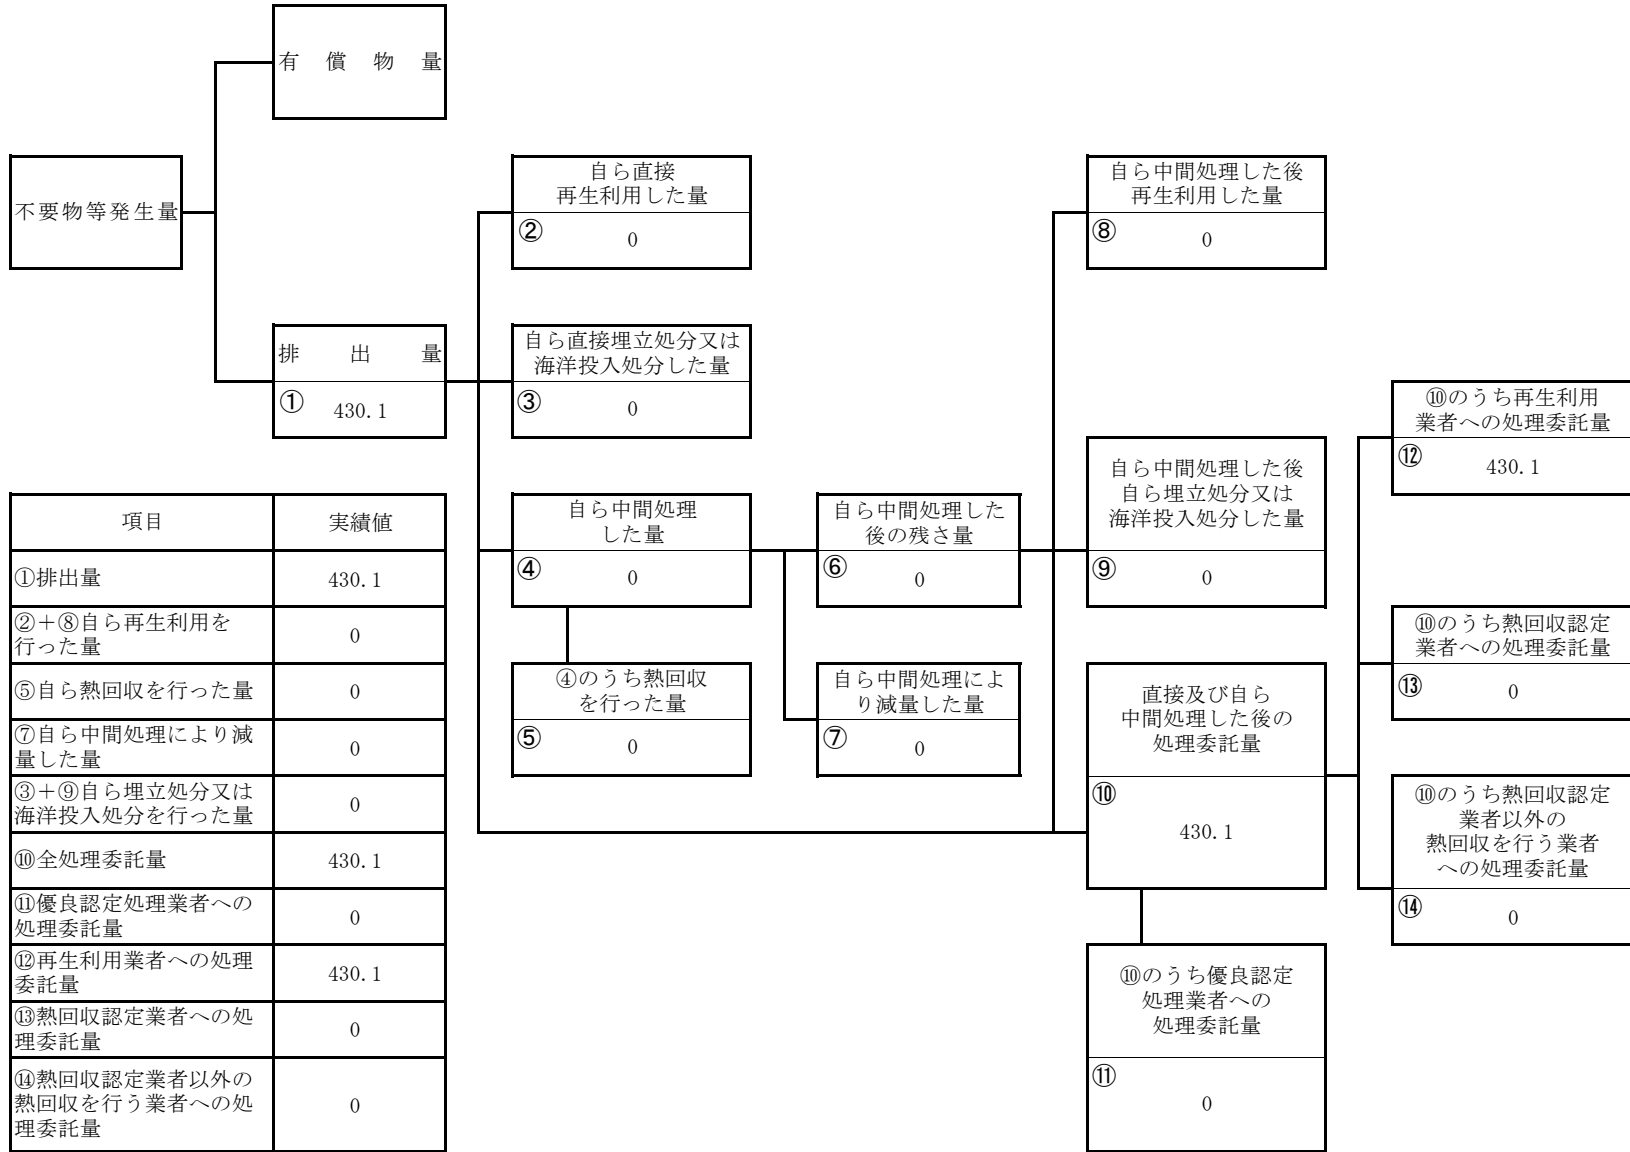 有償物量
不要物等発生量
自ら直接
再生利用した量
② 0
自ら中間処理した後
再生利用した量
⑧ 0
排出量
① 430.1
自ら直接埋立処分又は
海洋投入処分した量
③ 0
⑩のうち再生利用
業者への処理委託量
⑫ 430.1
自ら中間処理した後
自ら埋立処分又は
海洋投入処分した量
⑨ 0
自ら中間処理
した量
④ 0
自ら中間処理した
後の残さ量
⑥ 0
④のうち熱回収
を行った量
⑤ 0
自ら中間処理によ
り減量した量
⑦ 0
直接及び自ら
中間処理した後の
処理委託量
⑩
430.1
⑩のうち熱回収認定
業者への処理委託量
⑬ 0
⑩のうち熱回収認定
業者以外の
熱回収を行う業者
への処理委託量
⑭ 0
⑩のうち優良認定
処理業者への
処理委託量
⑪
0
項目 実績値
①排出量 430.1
②＋⑧自ら再生利用を
行った量 0
⑤自ら熱回収を行った量 0
⑦自ら中間処理により減
量した量 0
③＋⑨自ら埋立処分又は
海洋投入処分を行った量 0
⑩全処理委託量 430.1
⑪優良認定処理業者への
処理委託量 0
⑫再生利用業者への処理
委託量 430.1
⑬熱回収認定業者への処
理委託量 0
⑭熱回収認定業者以外の
熱回収を行う業者への処
理委託量 0